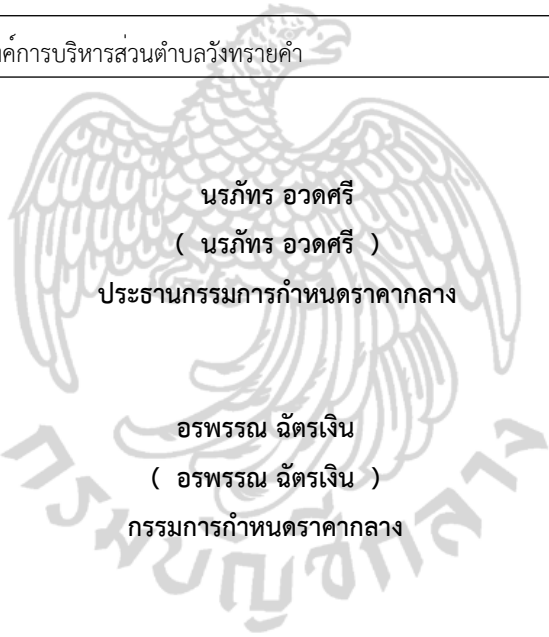 งค์การบริหารส่วนตำบลวังทรายคำ
นรภัทร อวดศรี
( นรภัทร อวดศรี )
ประธานกรรมการกำหนดราคากลาง
อรพรรณ ฉัตรเงิน
( อรพรรณ ฉัตรเงิน )
กรรมการกำหนดราคากลาง
กรมบัญชีกลาง